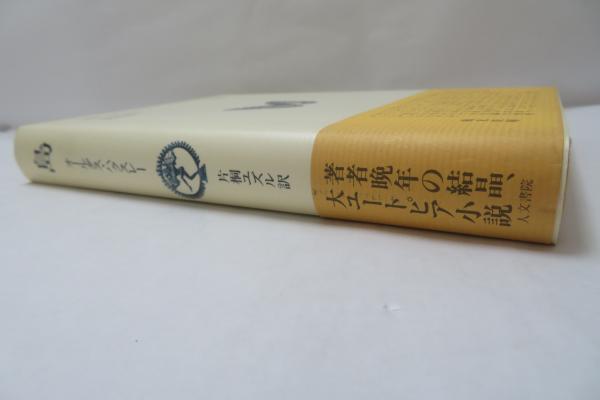 島
オールダス・ハクスレー
片桐ユズル訳
著者晩年の結晶、
大ユートピア小説
人文書院